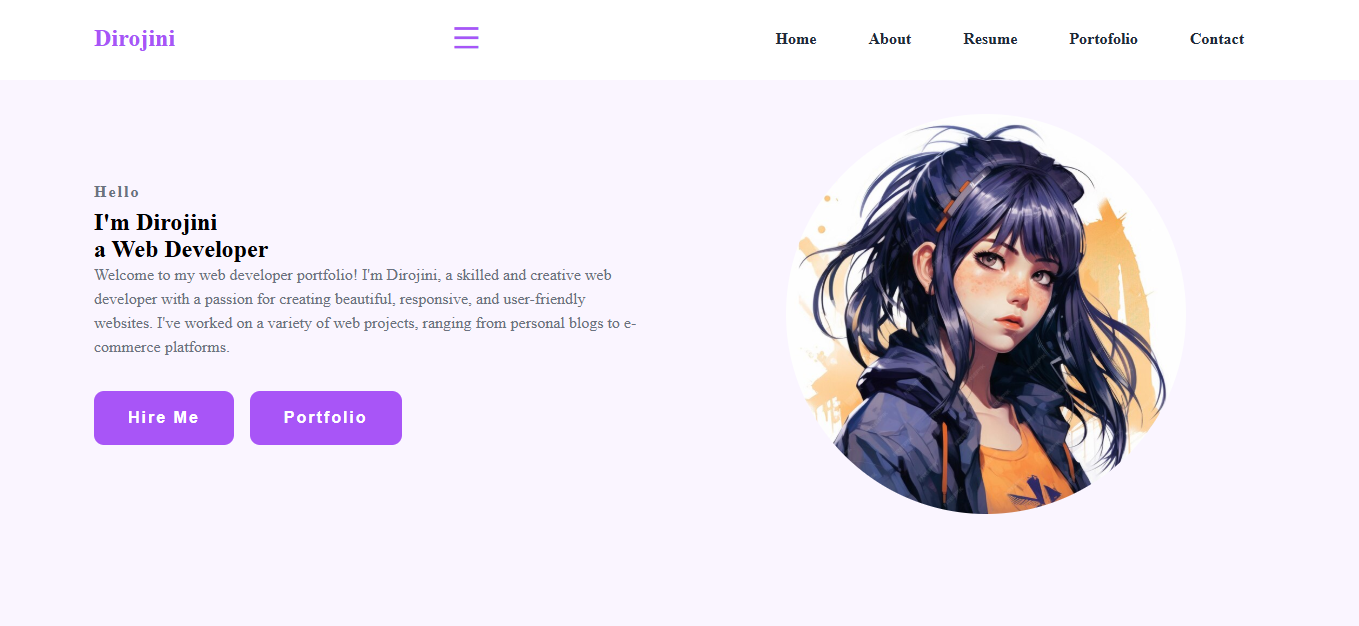 Dirojini
Home About Resume Portofolio Contact
Hello
I'm Dirojini
a Web Developer
Welcome to my web developer portfolio! I'm Dirojini, a skilled and creative web
developer with a passion for creating beautiful, responsive, and user-friendly
websites. I've worked on a variety of web projects, ranging from personal blogs to e-
commerce platforms.
Hire Me Portfolio